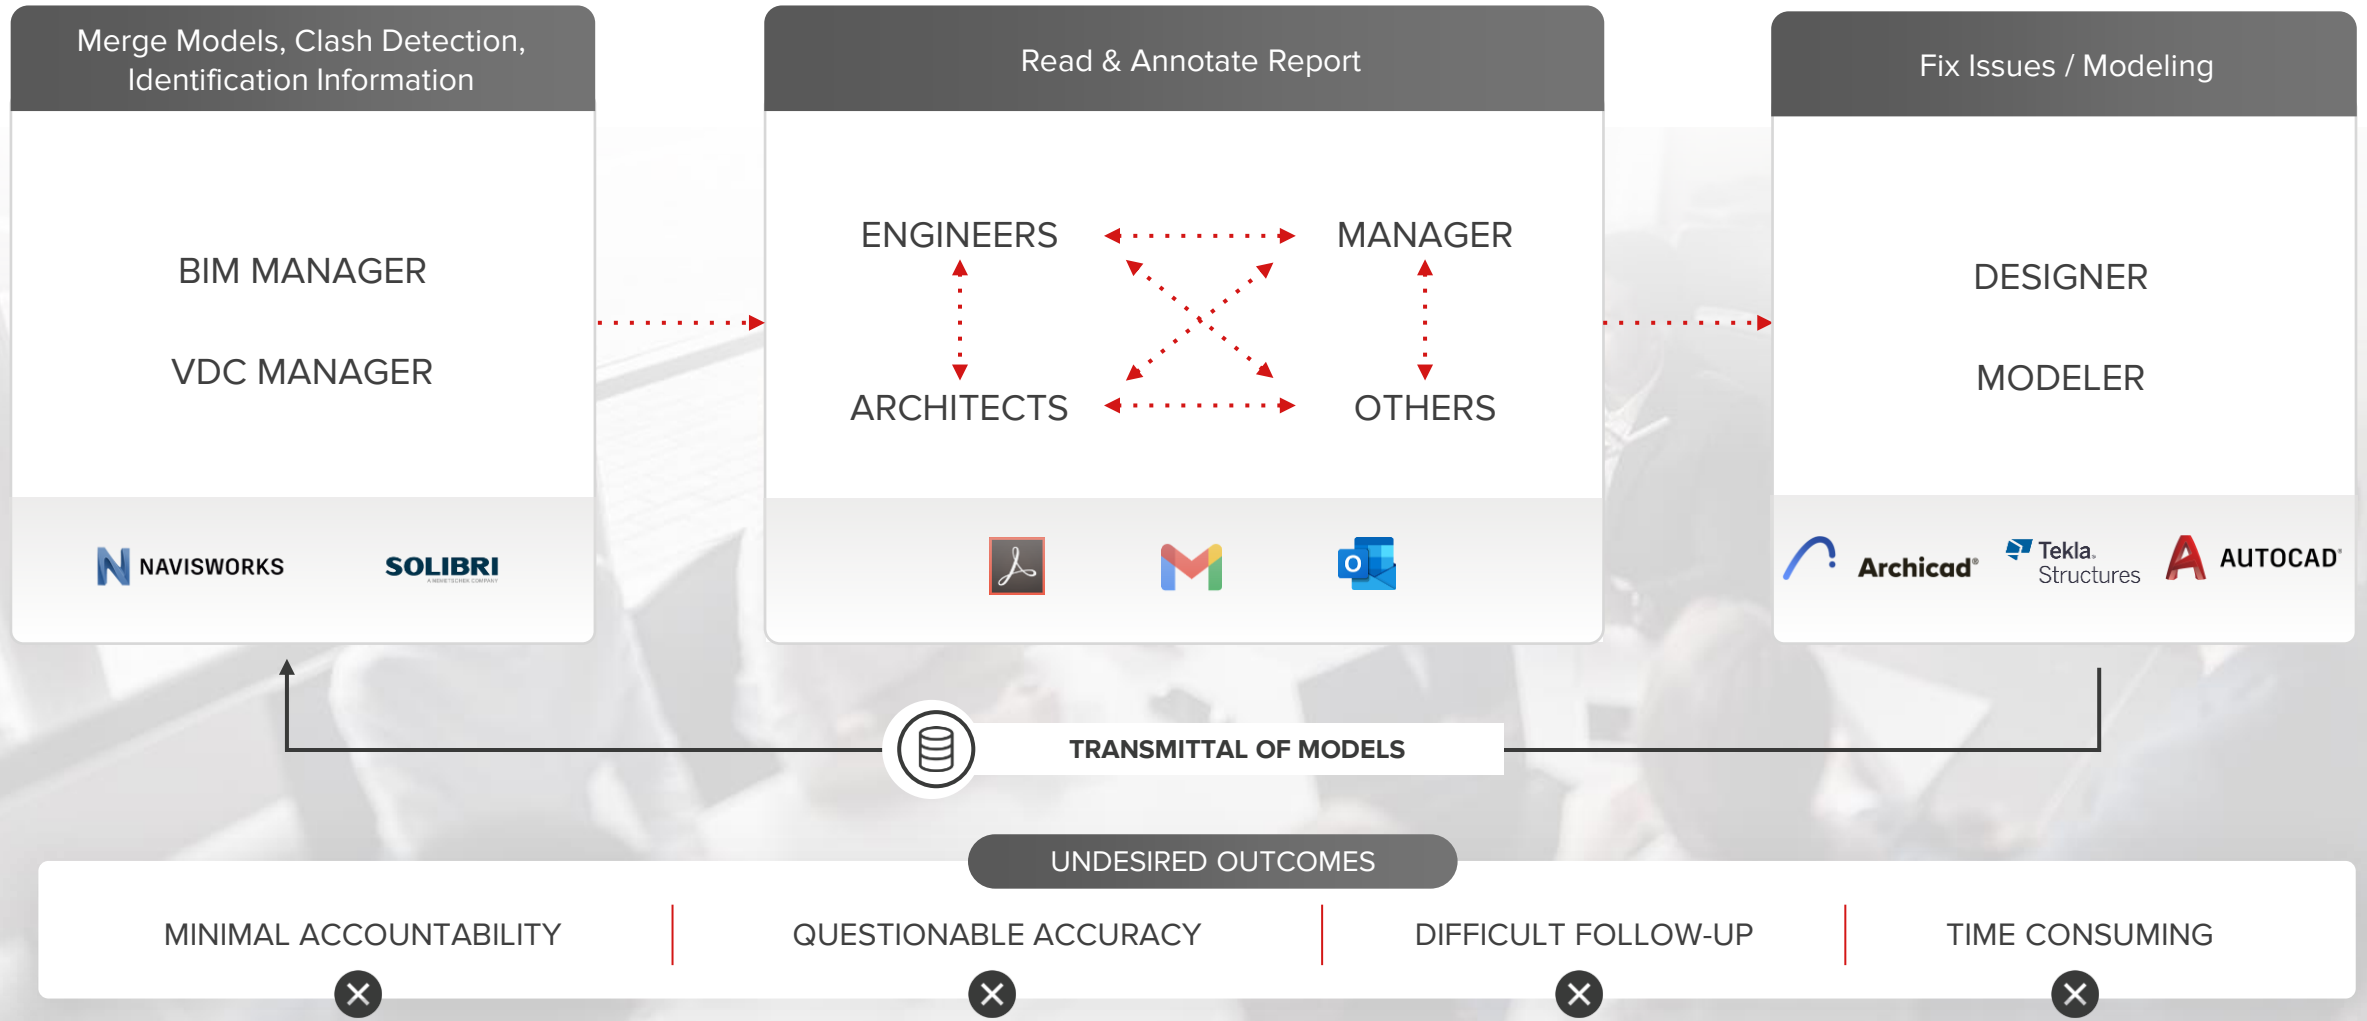 Merge Models, Clash Detection,
Identification Information
Read & Annotate Report
Fix Issues / Modeling
BIM MANAGER
VDC MANAGER
ENGINEERS
MANAGER
ARCHITECTS
OTHERS
DESIGNER
MODELER
NAVISWORKS
SOLIBRI
A NEMETSCHEK COMPANY
Archicad®
Tekla®
Structures
AUTOCAD®
TRANSMITTAL OF MODELS
UNDESIRED OUTCOMES
MINIMAL ACCOUNTABILITY
QUESTIONABLE ACCURACY
DIFFICULT FOLLOW-UP
TIME CONSUMING